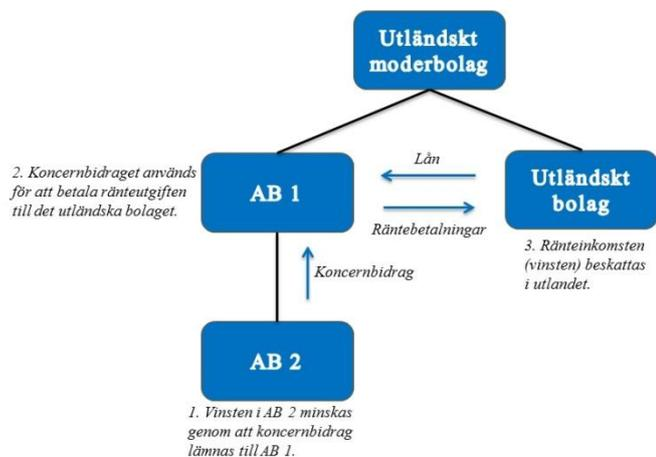 Utländskt
moderbolag
2. Koncernbidraget används
för att betala ränteutgiften
till det utländska bolaget.
AB 1
Lån
Räntebetalningar
Utländskt
bolag
3. Ränteinkomsten
(vinsten) beskattas
i utlandet.
Koncernbidrag
AB 2
1. Vinsten i AB 2 minskas
genom att koncernbidrag
lämnas till AB 1.